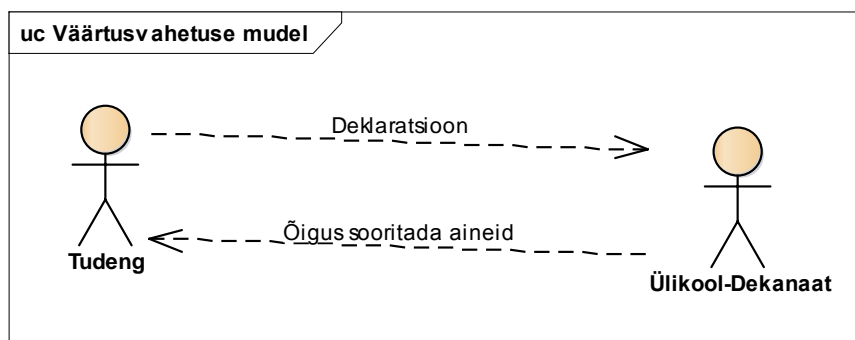 uc Väärtusvahetuse mudel
Deklaratsioon
Õigus sooritada aineid
Tudeng
Ülikool-Dekanaat